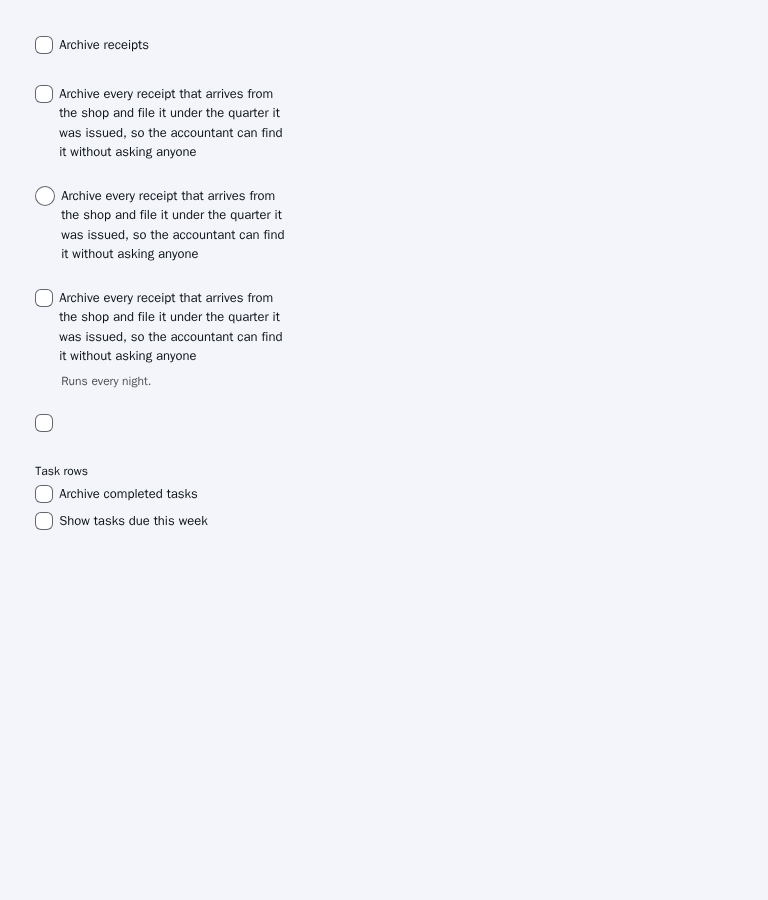 Archive receipts
Archive every receipt that arrives from
the shop and file it under the quarter it
was issued, so the accountant can find
it without asking anyone
Archive every receipt that arrives from
the shop and file it under the quarter it
was issued, so the accountant can find
it without asking anyone
Archive every receipt that arrives from
the shop and file it under the quarter it
was issued, so the accountant can find
it without asking anyone
Runs every night.
Task rows
Archive completed tasks
Show tasks due this week